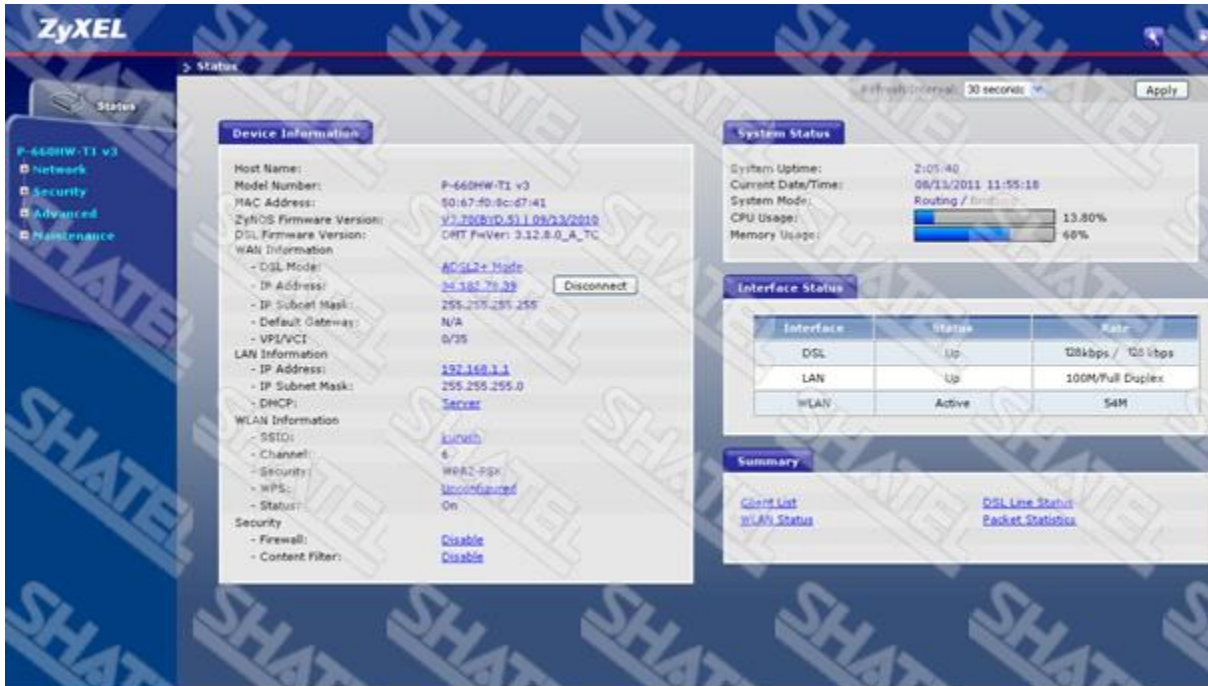 ZyXEL
> Status
Status
Refresh Interval: 30 seconds Apply
P-660HW-T1 v3
Network
Security
Advanced
Maintenance
Device Information
Host Name:
Model Number: P-660HW-T1 v3
MAC Address: 50:67:f0:8c:d7:41
ZyNOS Firmware Version: V3.70(BYD.5) | 09/13/2010
DSL Firmware Version: DMT FwVer: 3.12.8.0_A_TC
WAN Information
- DSL Mode: ADSL2+ Mode
- IP Address: Disconnect
- IP Subnet Mask: 255.255.255.255
- Default Gateway: N/A
- VPI/VCI 0/35
LAN Information
- IP Address: 192.168.1.1
- IP Subnet Mask: 255.255.255.0
- DHCP: Server
WLAN Information
- SSID:
- Channel: 6
- Security: WPA2-PSK
- WPS: Unconfigured
- Status: On
Security
- Firewall: Disable
- Content Filter: Disable
System Status
System Uptime: 2:05:40
Current Date/Time: 08/13/2011 11:55:18
System Mode: Routing / Bridging
CPU Usage: 13.80%
Memory Usage: 68%
Interface Status
Interface Status Rate
DSL Up 128kbps / 128 kbps
LAN Up 100M/Full Duplex
WLAN Active 54M
Summary
Client List DSL Line Status
WLAN Status Packet Statistics
SHATEL